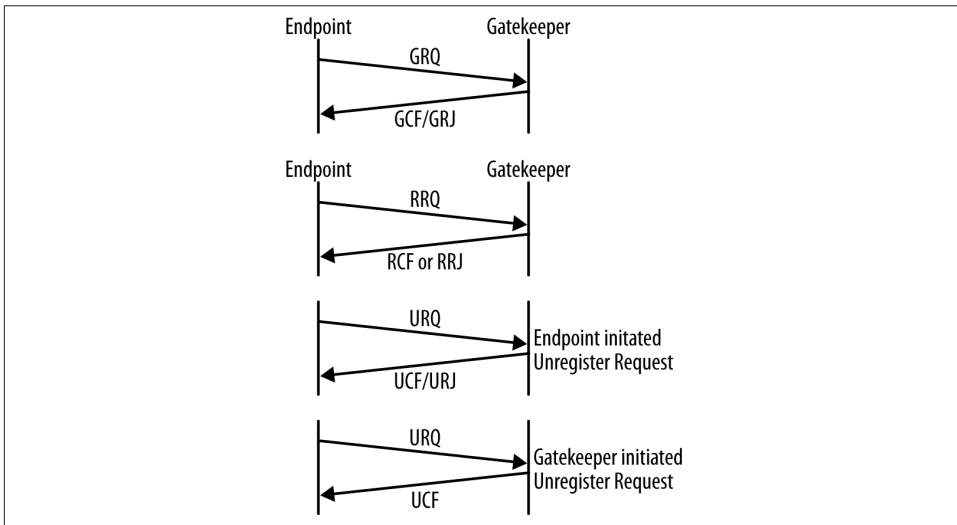 Endpoint Gatekeeper
GRQ
GCF/GRJ
Endpoint Gatekeeper
RRQ
RCF or RRJ
URQ
Endpoint initated
Unregister Request
UCF/URJ
URQ
Gatekeeper initiated
Unregister Request
UCF